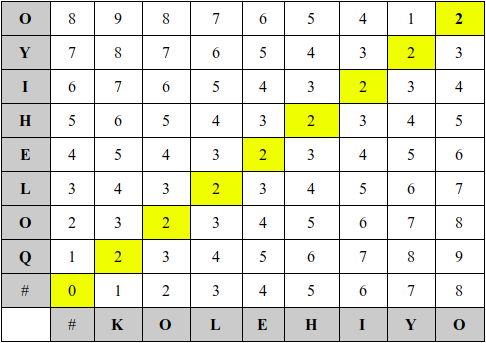 O 8 9 8 7 6 5 4 1 2
Y 7 8 7 6 5 4 3 2 3
I 6 7 6 5 4 3 2 3 4
H 5 6 5 4 3 2 3 4 5
E 4 5 4 3 2 3 4 5 6
L 3 4 3 2 3 4 5 6 7
O 2 3 2 3 4 5 6 7 8
Q 1 2 3 4 5 6 7 8 9
# 0 1 2 3 4 5 6 7 8
# K O L E H I Y O